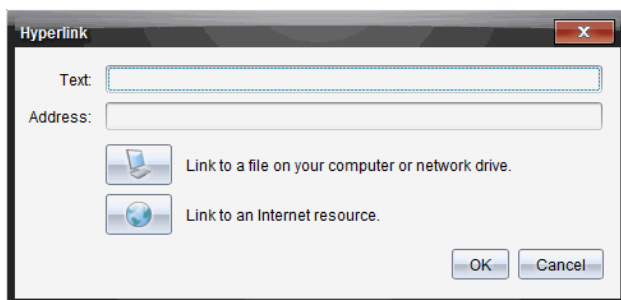 Hyperlink
Text:
Address:
Link to a file on your computer or network drive.
Link to an Internet resource.
OK Cancel